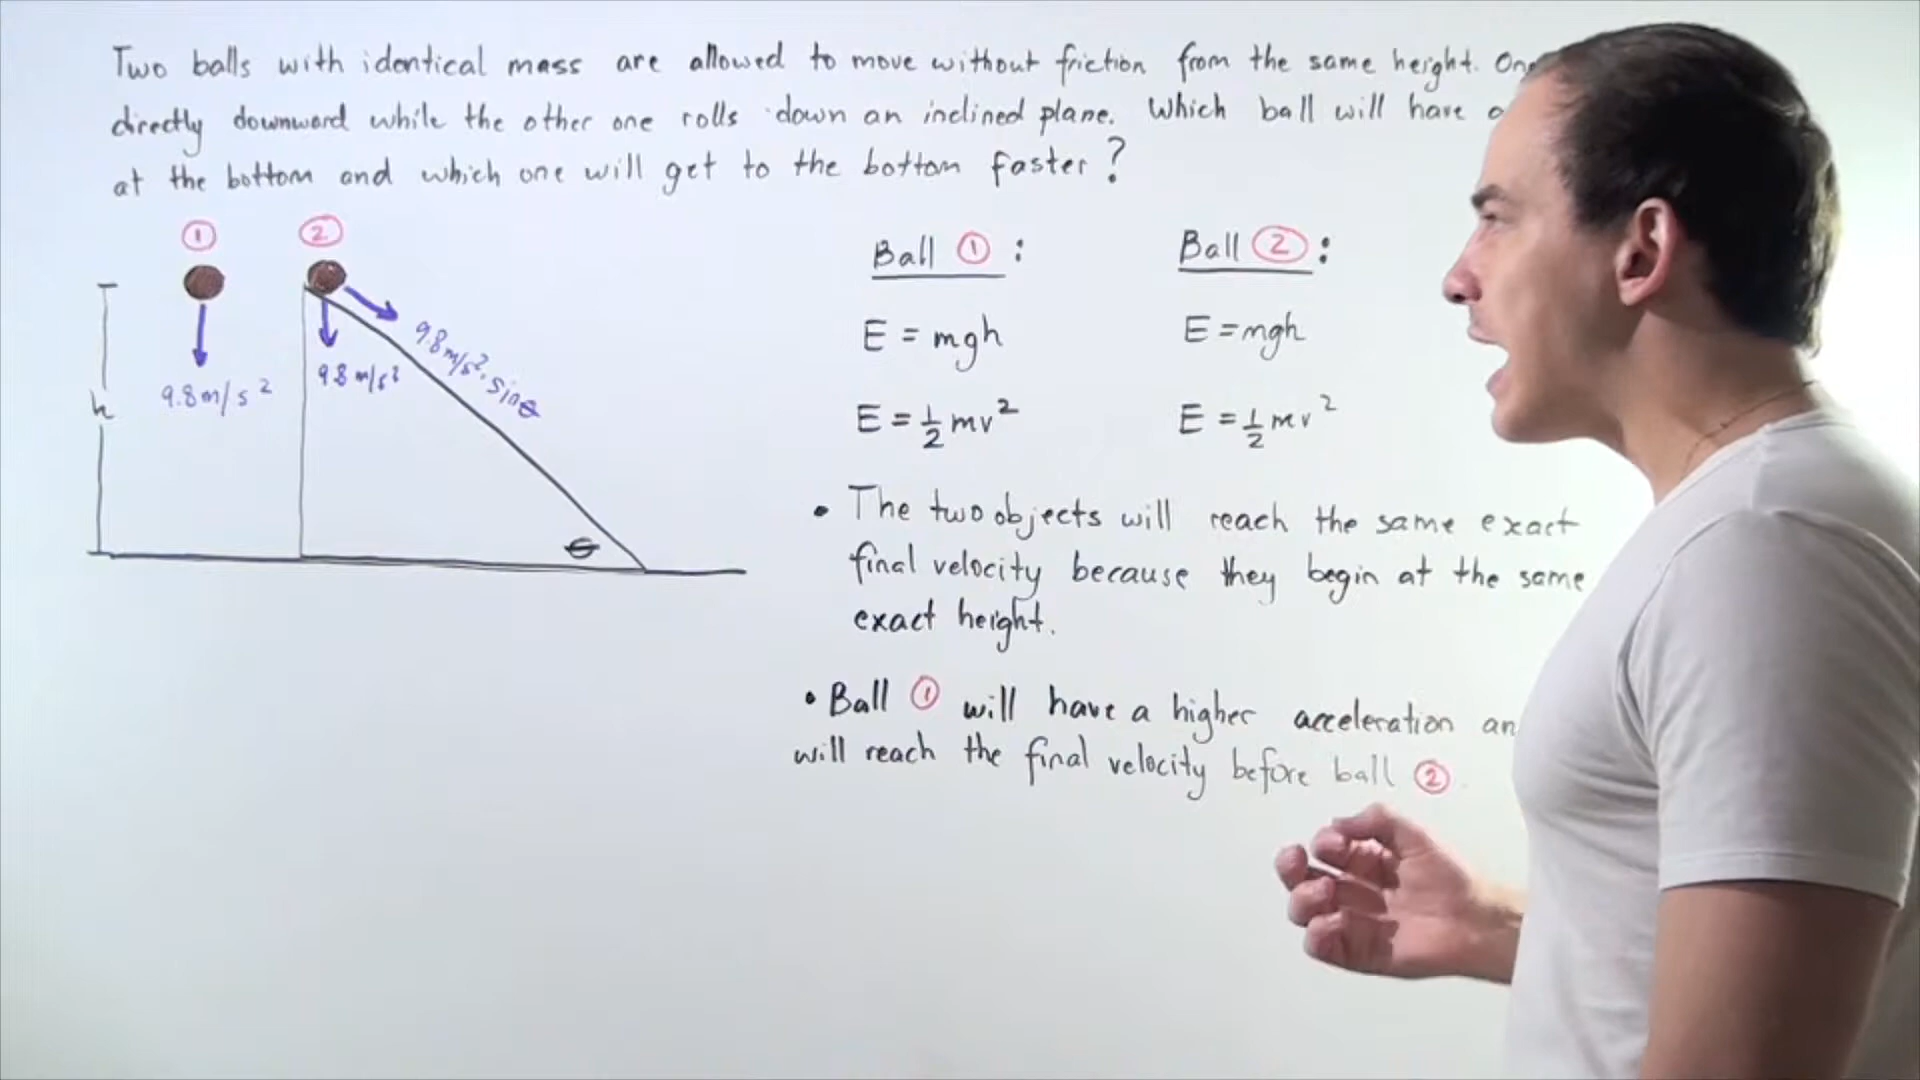 Two balls with identical mass are allowed to move without friction from the same height. One
directly downward while the other one rolls down an inclined plane. Which ball will have
at the bottom and which one will get to the bottom faster?
1 2
Ball 1 : Ball 2 :
E = mgh E = mgh
9.8 m/s² 9.8 m/s² 9.8 m/s² · sinθ
h
E = ½ mv² E = ½ mv²
θ
• The two objects will reach the same exact
final velocity because they begin at the same
exact height.
• Ball 1 will have a higher acceleration
will reach the final velocity before ball 2